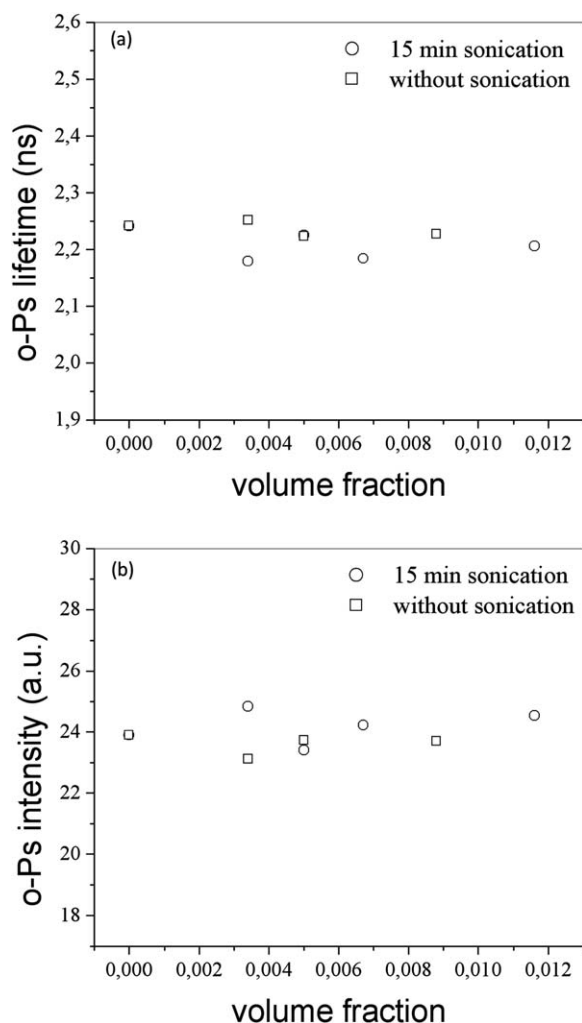 (a)
15 min sonication
without sonication
2,6
2,5
2,4
2,3
2,2
2,1
2,0
1,9
o-Ps lifetime (ns)
0,000 0,002 0,004 0,006 0,008 0,010 0,012
volume fraction
(b)
15 min sonication
without sonication
30
28
26
24
22
20
18
o-Ps intensity (a.u.)
0,000 0,002 0,004 0,006 0,008 0,010 0,012
volume fraction